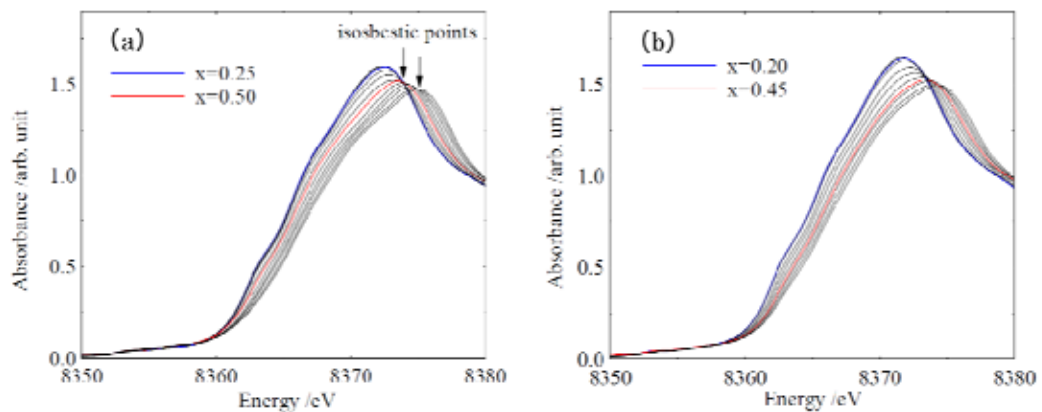 (a)
isosbestic points
x=0.25
x=0.50
1.5
1.0
0.5
0.0
8350
8360
8370
8380
Energy /eV
Absorbance /arb. unit
(b)
x=0.20
x=0.45
1.5
1.0
0.5
0.0
8350
8360
8370
8380
Energy /eV
Absorbance /arb. unit